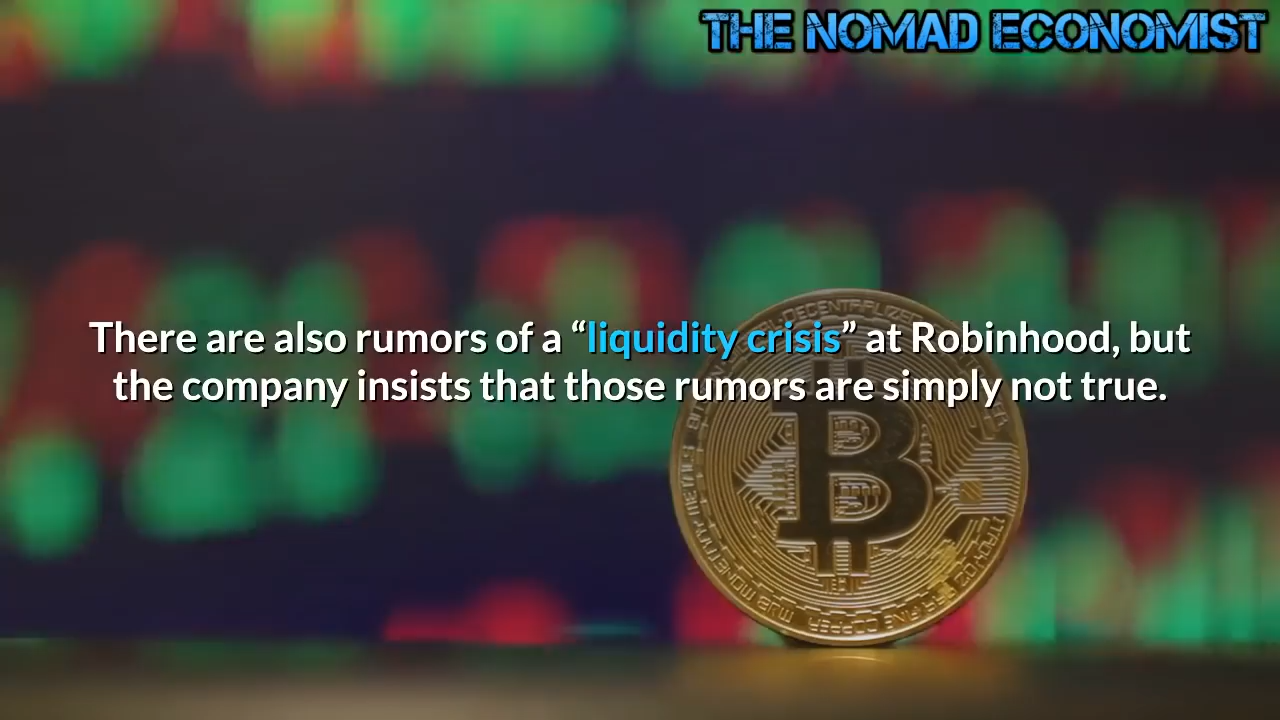 THE NOMAD ECONOMIST
There are also rumors of a “liquidity crisis” at Robinhood, but
the company insists that those rumors are simply not true.
DECENTRALIZED